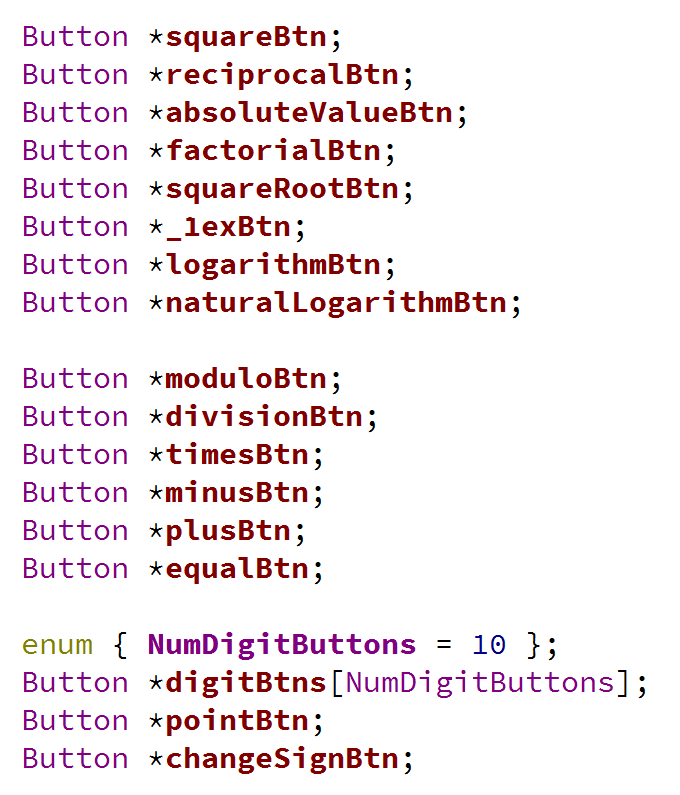 Button *squareBtn;
Button *reciprocalBtn;
Button *absoluteValueBtn;
Button *factorialBtn;
Button *squareRootBtn;
Button *_1exBtn;
Button *logarithmBtn;
Button *naturalLogarithmBtn;

Button *moduloBtn;
Button *divisionBtn;
Button *timesBtn;
Button *minusBtn;
Button *plusBtn;
Button *equalBtn;

enum { NumDigitButtons = 10 };
Button *digitBtns[NumDigitButtons];
Button *pointBtn;
Button *changeSignBtn;